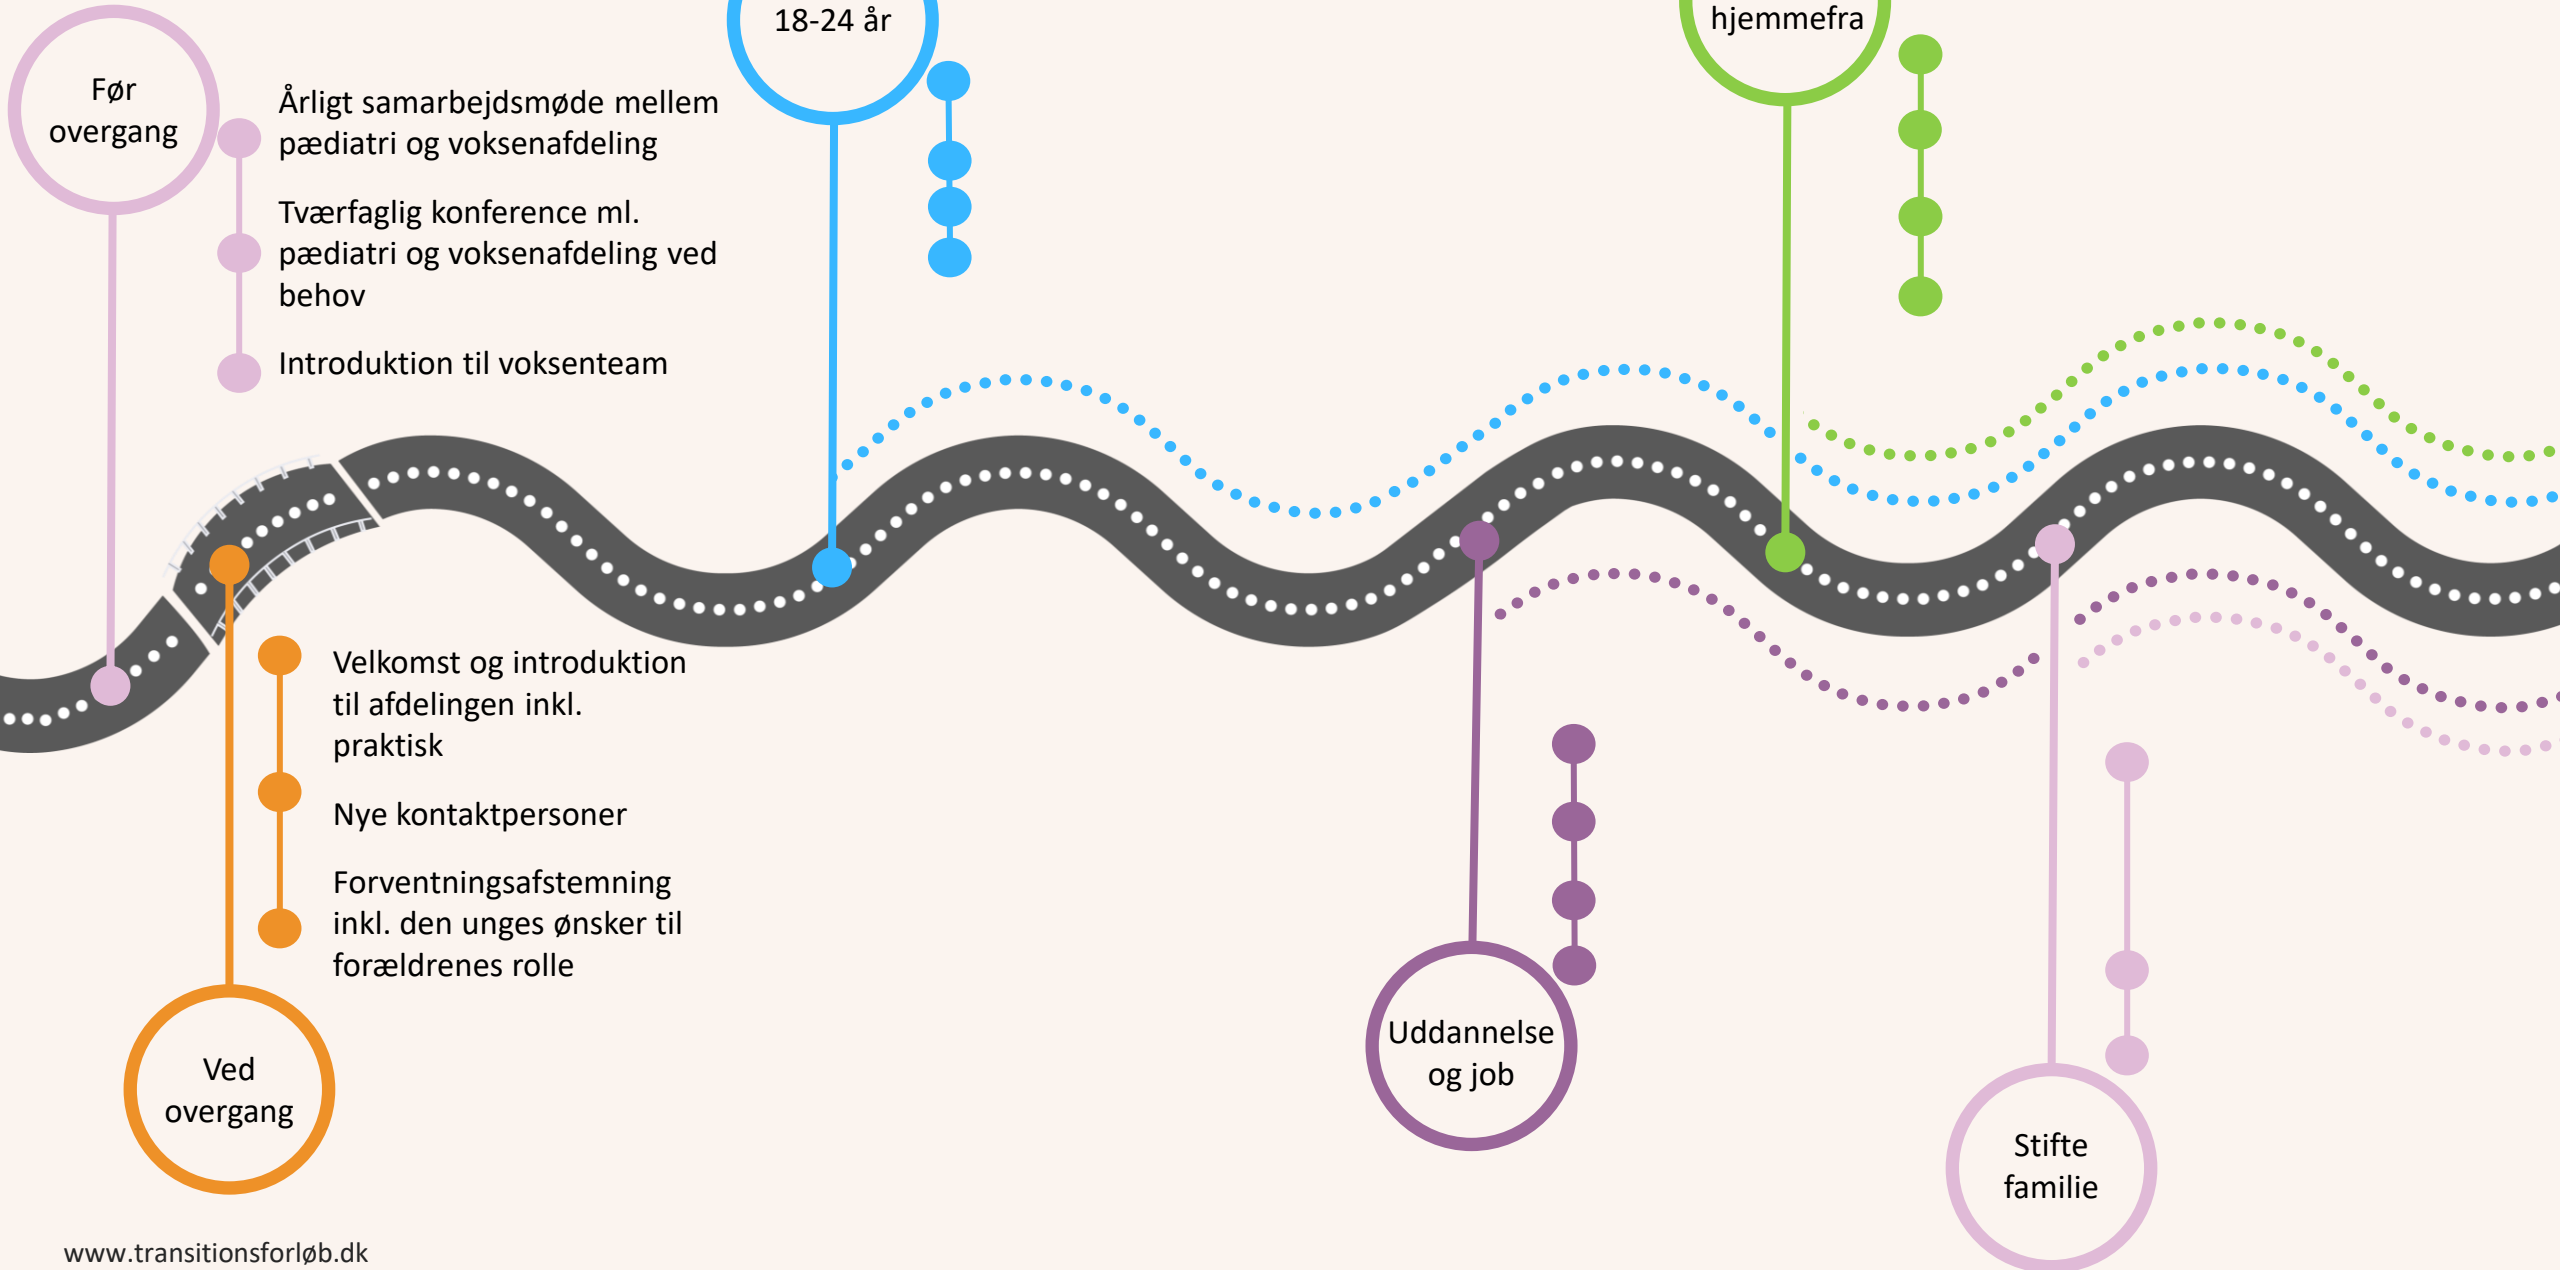 Før
overgang
Årligt samarbejdsmøde mellem
pædiatri og voksenafdeling
Tværfaglig konference ml.
pædiatri og voksenafdeling ved
behov
Introduktion til voksenteam
18-24 år
hjemmefra
Velkomst og introduktion
til afdelingen inkl.
praktisk
Nye kontaktpersoner
Forventningsafstemning
inkl. den unges ønsker til
forældrenes rolle
Ved
overgang
Uddannelse
og job
Stifte
familie
www.transitionsforløb.dk